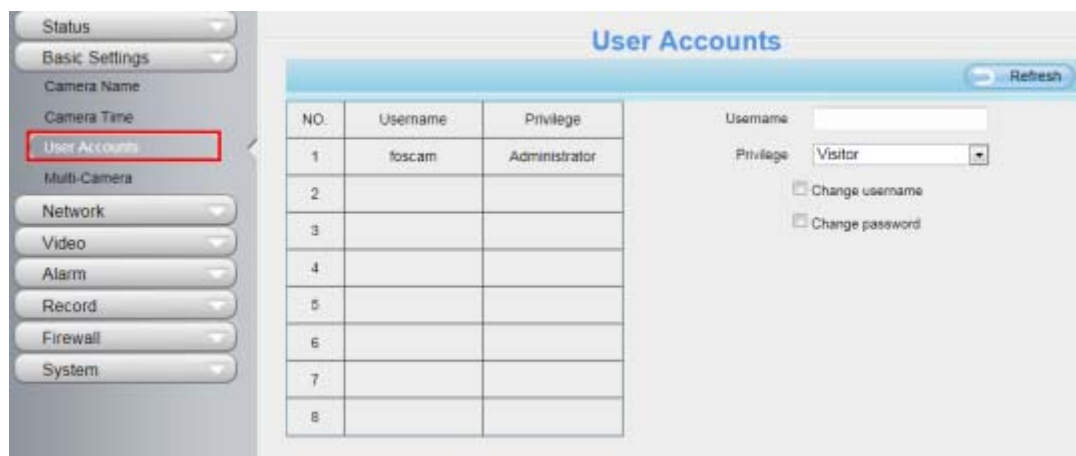 Status
Basic Settings
Camera Name
Camera Time
User Accounts
Multi-Camera
Network
Video
Alarm
Record
Firewall
System
User Accounts
Refresh
NO. Username Privilege
1 foscam Administrator
2
3
4
5
6
7
8
Username
Privilege Visitor
Change username
Change password